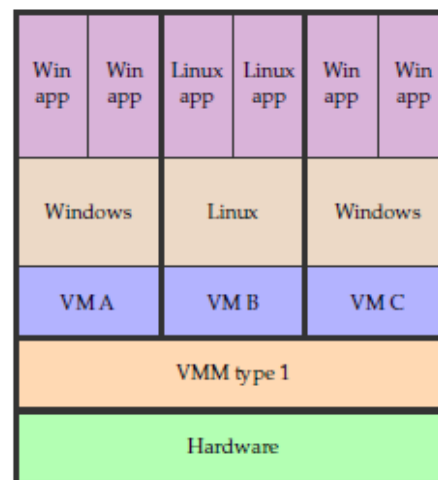 Win Win Linux Linux Win Win
app app app app app app
Windows Linux Windows
VM A VM B VM C
VMM type 1
Hardware